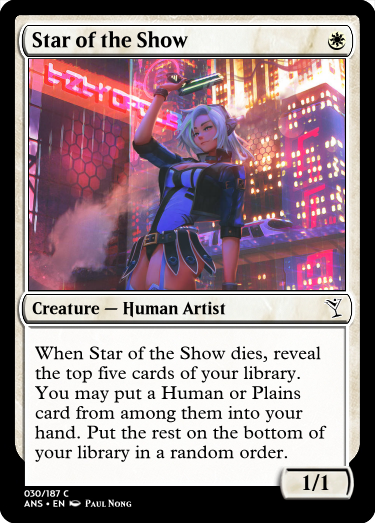 Star of the Show
Creature — Human Artist
When Star of the Show dies, reveal
the top five cards of your library.
You may put a Human or Plains
card from among them into your
hand. Put the rest on the bottom of
your library in a random order.
1/1
030/187 C
ANS • EN Paul Nong